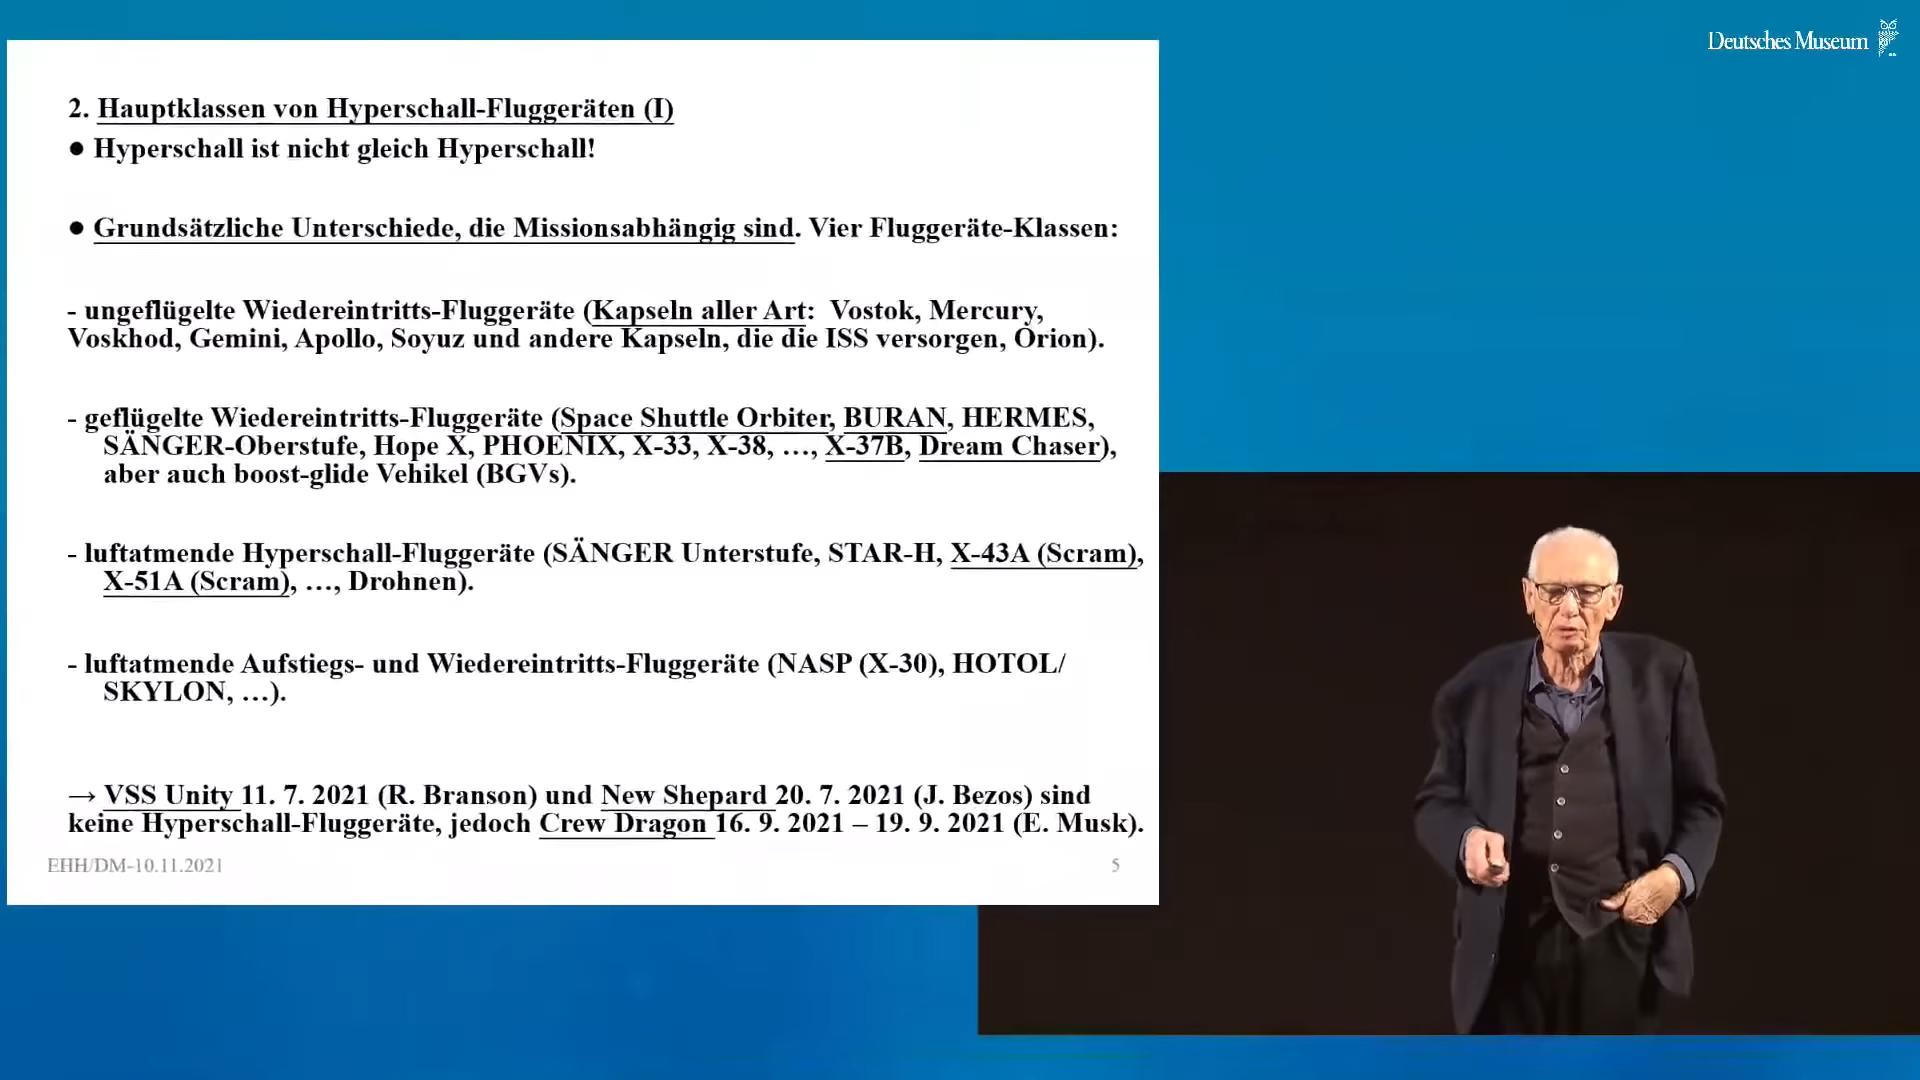 Deutsches Museum
2. Hauptklassen von Hyperschall-Fluggeräten (I)
● Hyperschall ist nicht gleich Hyperschall!
● Grundsätzliche Unterschiede, die Missionsabhängig sind. Vier Fluggeräte-Klassen:
- ungeflügelte Wiedereintritts-Fluggeräte (Kapseln aller Art: Vostok, Mercury,
Voskhod, Gemini, Apollo, Soyuz und andere Kapseln, die die ISS versorgen, Orion).
- geflügelte Wiedereintritts-Fluggeräte (Space Shuttle Orbiter, BURAN, HERMES,
SÄNGER-Oberstufe, Hope X, PHOENIX, X-33, X-38, …, X-37B, Dream Chaser),
aber auch boost-glide Vehikel (BGVs).
- luftatmende Hyperschall-Fluggeräte (SÄNGER Unterstufe, STAR-H, X-43A (Scram),
X-51A (Scram), …, Drohnen).
- luftatmende Aufstiegs- und Wiedereintritts-Fluggeräte (NASP (X-30), HOTOL/
SKYLON, …).
→ VSS Unity 11. 7. 2021 (R. Branson) und New Shepard 20. 7. 2021 (J. Bezos) sind
keine Hyperschall-Fluggeräte, jedoch Crew Dragon 16. 9. 2021 – 19. 9. 2021 (E. Musk).
EHH/DM-10.11.2021
5